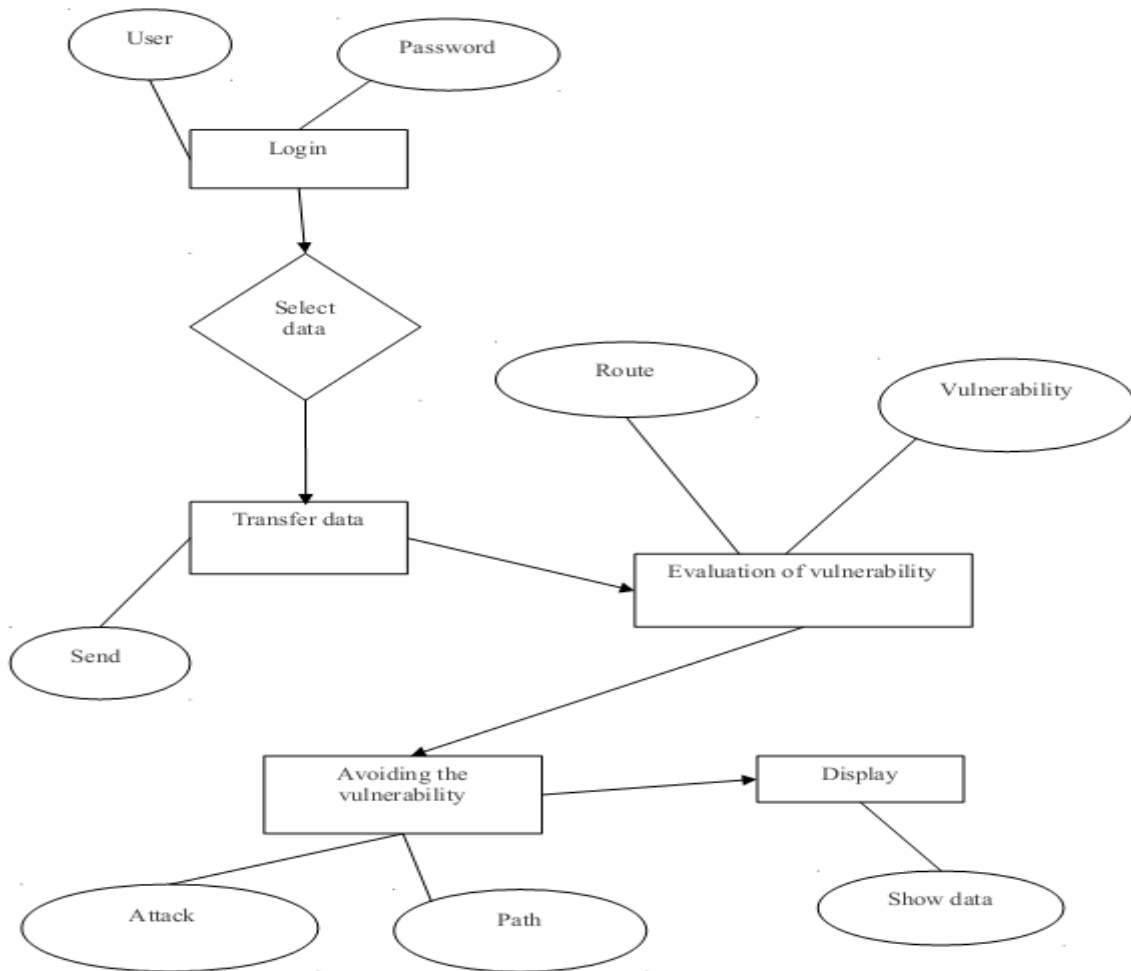 User
Password
Login
Select
data
Route
Vulnerability
Transfer data
Evaluation of vulnerability
Send
Avoiding the
vulnerability
Display
Attack
Path
Show data